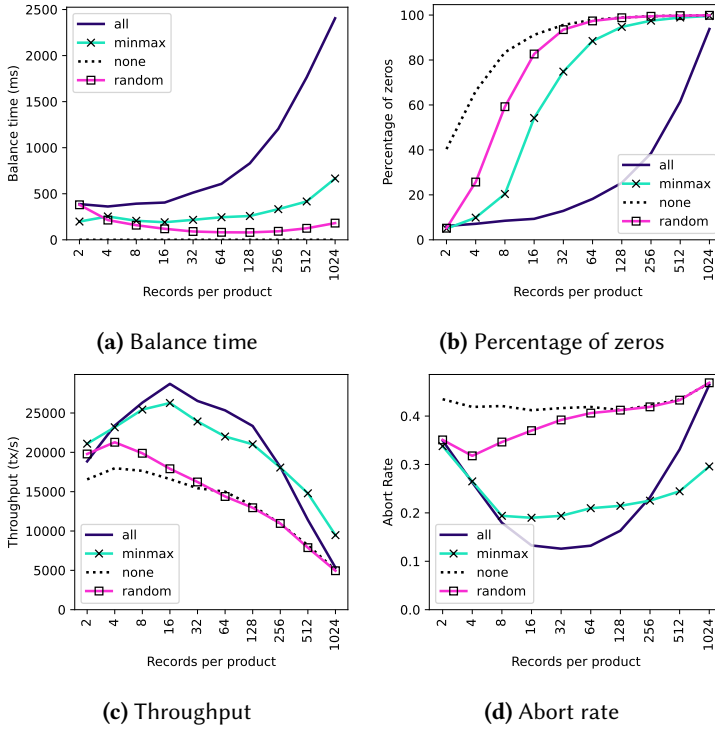 2500
2000
1500
1000
500
0
Balance time (ms)
all
minmax
none
random
2 4 8 16 32 64 128 256 512 1024
Records per product
(a) Balance time
100
80
60
40
20
0
Percentage of zeros
all
minmax
none
random
2 4 8 16 32 64 128 256 512 1024
Records per product
(b) Percentage of zeros
25000
20000
15000
10000
5000
0
Throughput (tx/s)
all
minmax
none
random
2 4 8 16 32 64 128 256 512 1024
Records per product
(c) Throughput
0.4
0.3
0.2
0.1
0.0
Abort Rate
all
minmax
none
random
2 4 8 16 32 64 128 256 512 1024
Records per product
(d) Abort rate